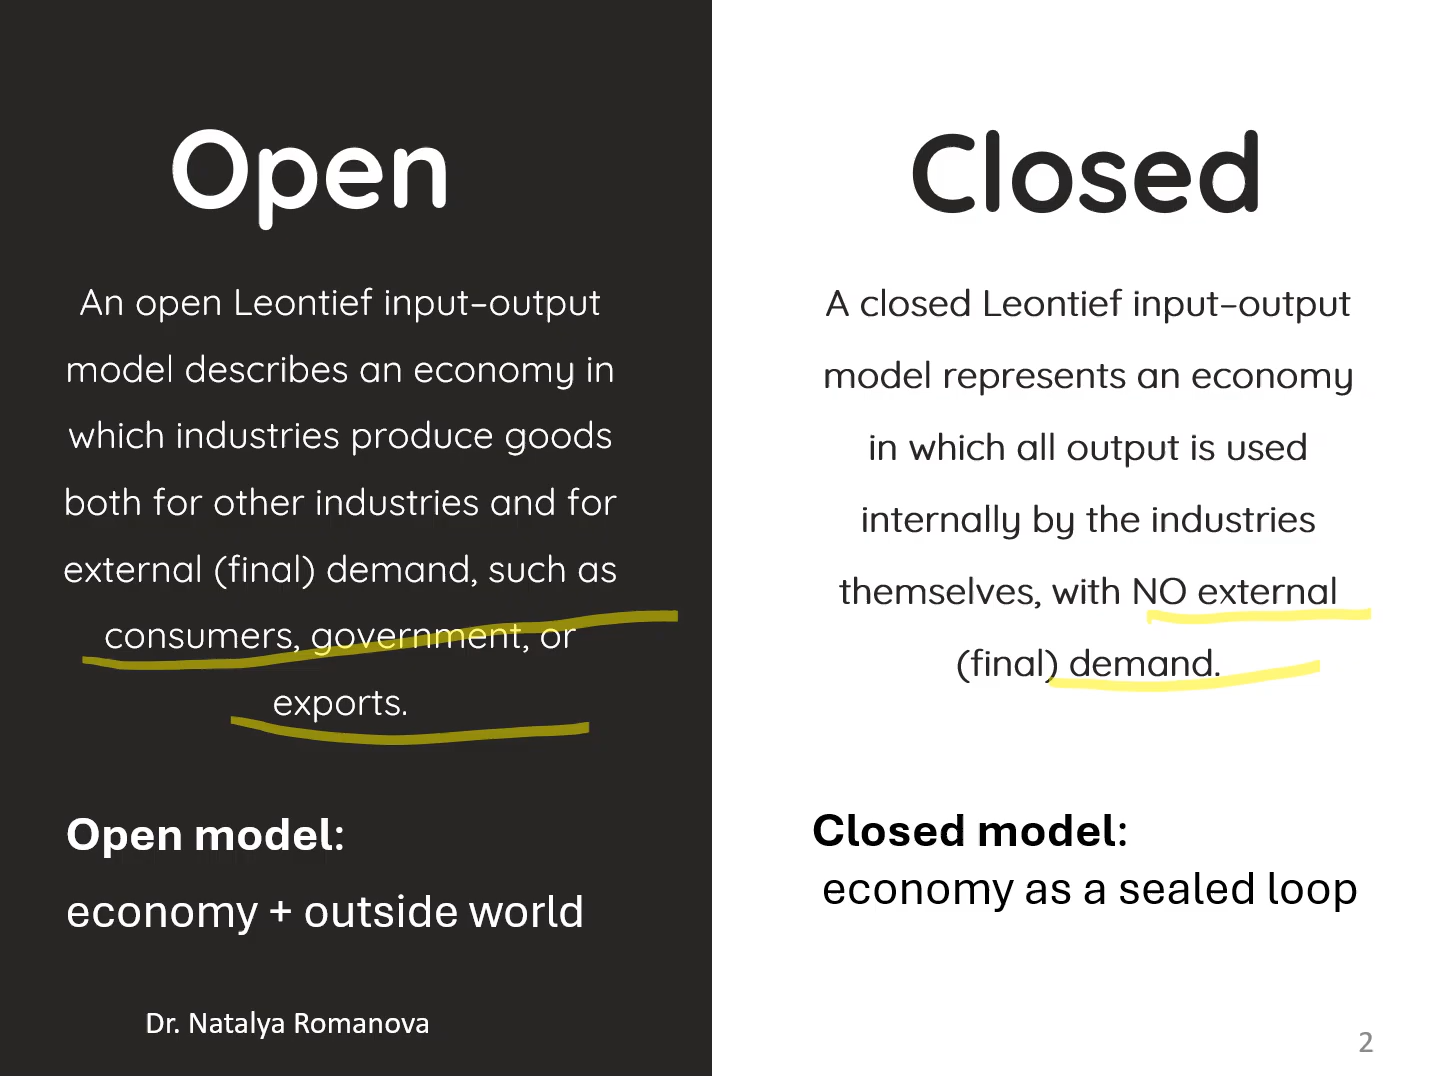 Open
An open Leontief input–output
model describes an economy in
which industries produce goods
both for other industries and for
external (final) demand, such as
consumers, government, or
exports.
Open model:
economy + outside world
Dr. Natalya Romanova
Closed
A closed Leontief input–output
model represents an economy
in which all output is used
internally by the industries
themselves, with NO external
(final) demand.
Closed model:
economy as a sealed loop
2